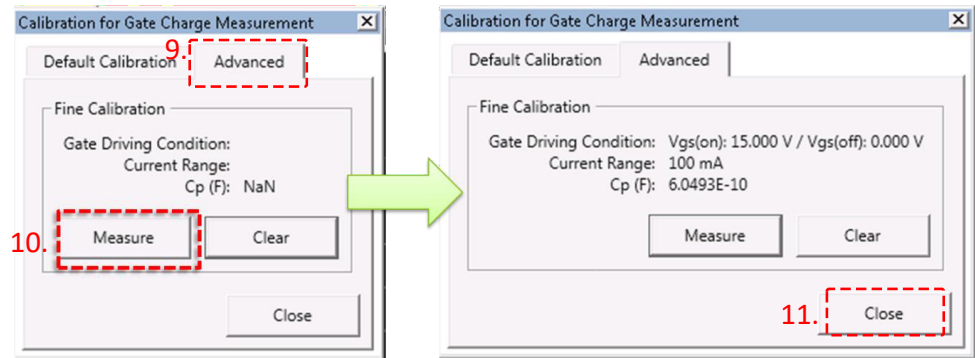 Calibration for Gate Charge Measurement
9.
Default Calibration Advanced
Fine Calibration
Gate Driving Condition:
Current Range:
Cp (F): NaN
10. Measure Clear
Close
Calibration for Gate Charge Measurement
Default Calibration Advanced
Fine Calibration
Gate Driving Condition: Vgs(on): 15.000 V / Vgs(off): 0.000 V
Current Range: 100 mA
Cp (F): 6.0493E-10
Measure Clear
11. Close